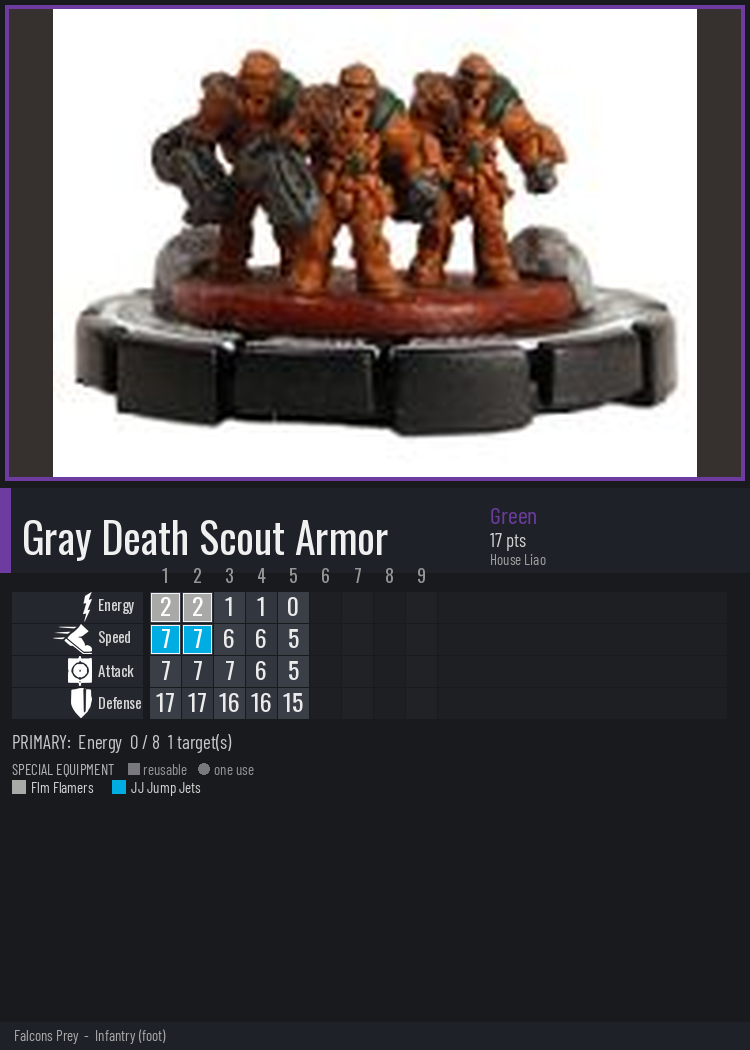 Gray Death Scout Armor
Green
17 pts
House Liao
1 2 3 4 5 6 7 8 9
Energy 2 2 1 1 0
Speed 7 7 6 6 5
Attack 7 7 7 6 5
Defense 17 17 16 16 15
PRIMARY: Energy 0 / 8 1 target(s)
SPECIAL EQUIPMENT reusable one use
Flm Flamers JJ Jump Jets
Falcons Prey - Infantry (foot)